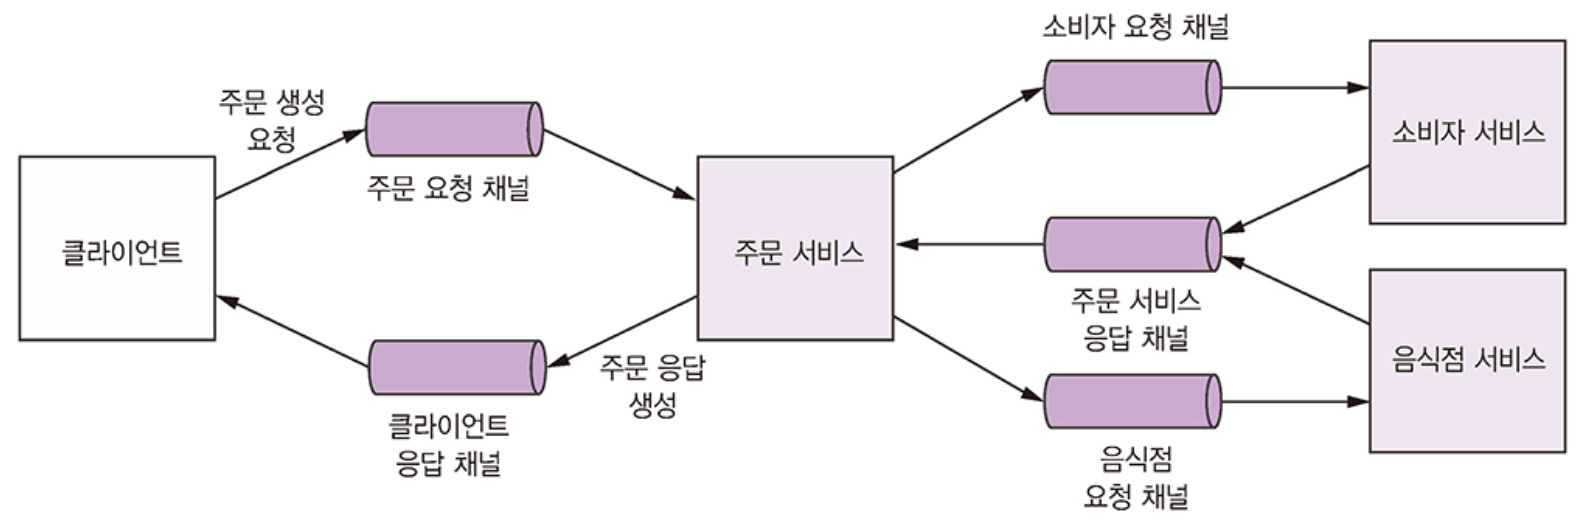 주문 생성
요청
주문 요청 채널
클라이언트
클라이언트
응답 채널
주문 응답
생성
주문 서비스
소비자 요청 채널
소비자 서비스
주문 서비스
응답 채널
음식점 서비스
음식점
요청 채널